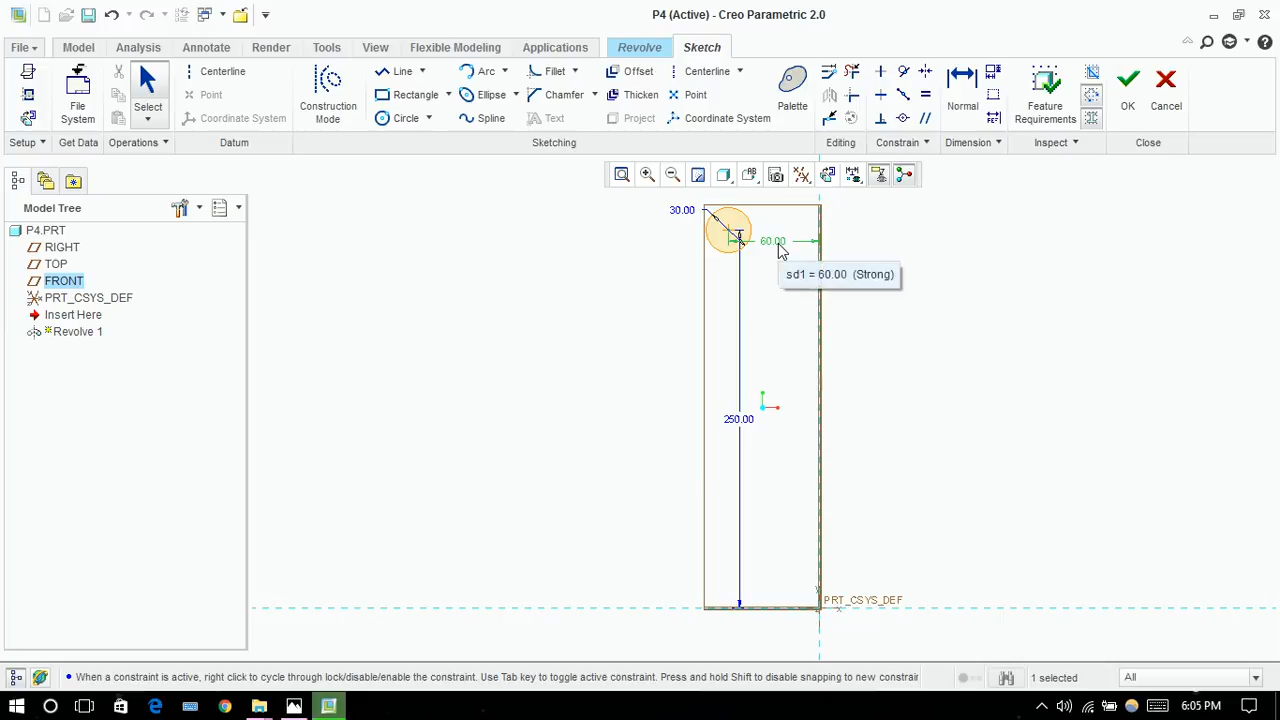 P4 (Active) - Creo Parametric 2.0
File
Model
Analysis
Annotate
Render
Tools
View
Flexible Modeling
Applications
Revolve
Sketch
File System
Select
Centerline
Point
Coordinate System
Construction Mode
Line
Rectangle
Circle
Arc
Ellipse
Spline
Fillet
Chamfer
Text
Offset
Thicken
Project
Centerline
Point
Coordinate System
Palette
Normal
Feature Requirements
OK
Cancel
Setup
Get Data
Operations
Datum
Sketching
Editing
Constrain
Dimension
Inspect
Close
Model Tree
P4.PRT
RIGHT
TOP
FRONT
PRT_CSYS_DEF
Insert Here
Revolve 1
30.00
60.00
sd1 = 60.00 (Strong)
250.00
PRT_CSYS_DEF
Y
X
When a constraint is active, right click to cycle through lock/disable/enable the constraint. Use Tab key to toggle active constraint. Press and hold Shift to disable snapping to new constrain
1 selected
All
6:05 PM